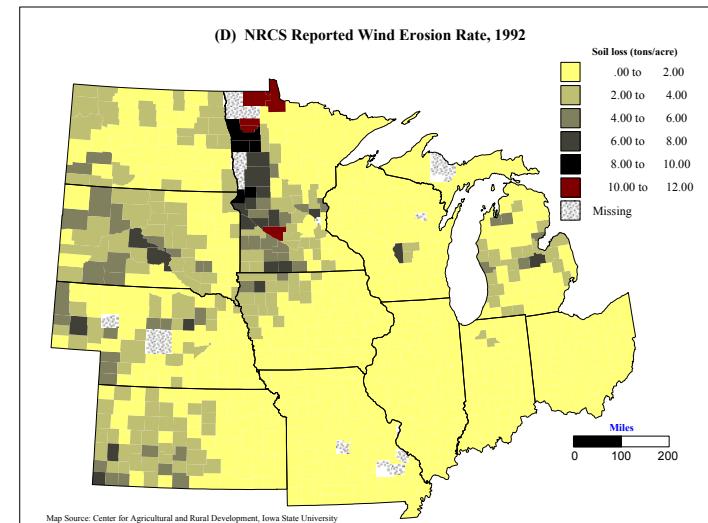 (D) NRCS Reported Wind Erosion Rate, 1992
Soil loss (tons/acre)
.00 to 2.00
2.00 to 4.00
4.00 to 6.00
6.00 to 8.00
8.00 to 10.00
10.00 to 12.00
Missing
Miles
0 100 200
Map Source: Center for Agricultural and Rural Development, Iowa State University